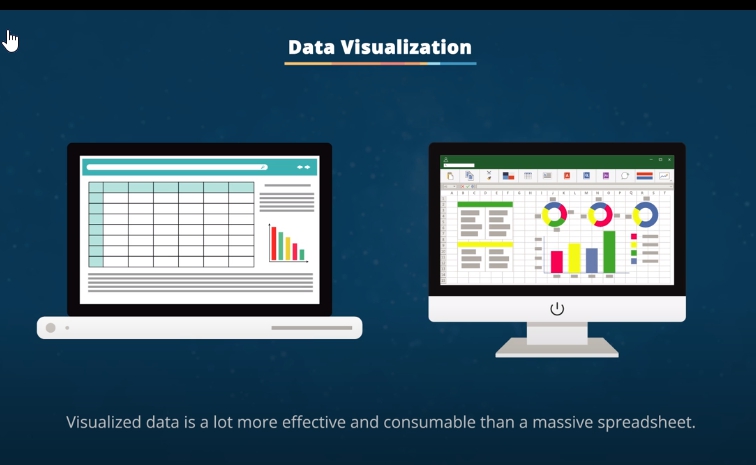 Data Visualization
Visualized data is a lot more effective and consumable than a massive spreadsheet.